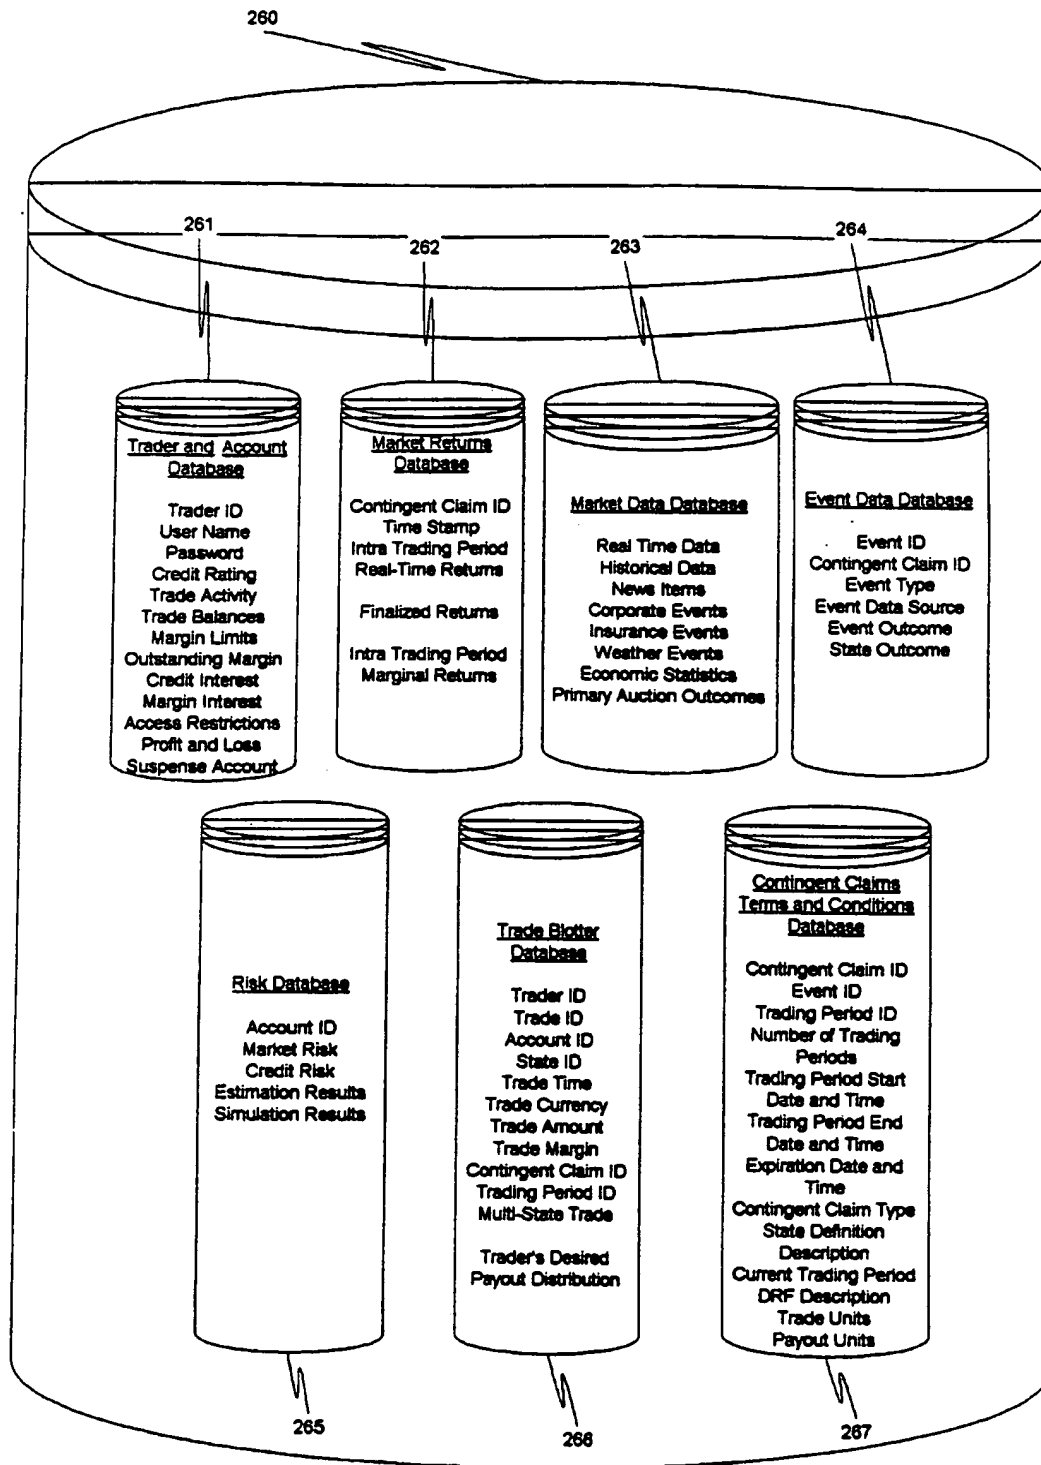 260
261
262
263
264
Trader and Account
Database
Trader ID
User Name
Password
Credit Rating
Trade Activity
Trade Balances
Margin Limits
Outstanding Margin
Credit Interest
Margin Interest
Access Restrictions
Profit and Loss
Suspense Account
Market Returns
Database
Contingent Claim ID
Time Stamp
Intra Trading Period
Real-Time Returns
Finalized Returns
Intra Trading Period
Marginal Returns
Market Data Database
Real Time Data
Historical Data
News Items
Corporate Events
Insurance Events
Weather Events
Economic Statistics
Primary Auction Outcomes
Event Data Database
Event ID
Contingent Claim ID
Event Type
Event Data Source
Event Outcome
State Outcome
Risk Database
Account ID
Market Risk
Credit Risk
Estimation Results
Simulation Results
Trade Blotter
Database
Trader ID
Trade ID
Account ID
State ID
Trade Time
Trade Currency
Trade Amount
Trade Margin
Contingent Claim ID
Trading Period ID
Multi-State Trade
Trader's Desired
Payout Distribution
Contingent Claims
Terms and Conditions
Database
Contingent Claim ID
Event ID
Trading Period ID
Number of Trading
Periods
Trading Period Start
Date and Time
Trading Period End
Date and Time
Expiration Date and
Time
Contingent Claim Type
State Definition
Description
Current Trading Period
DRF Description
Trade Units
Payout Units
265
266
267